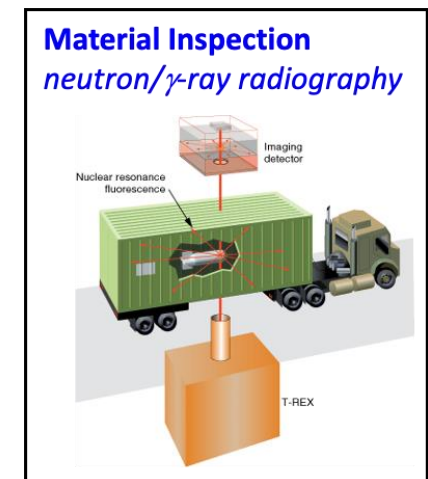 Material Inspection
neutron/γ-ray radiography
Imaging
detector
Nuclear resonance
fluorescence
T-REX